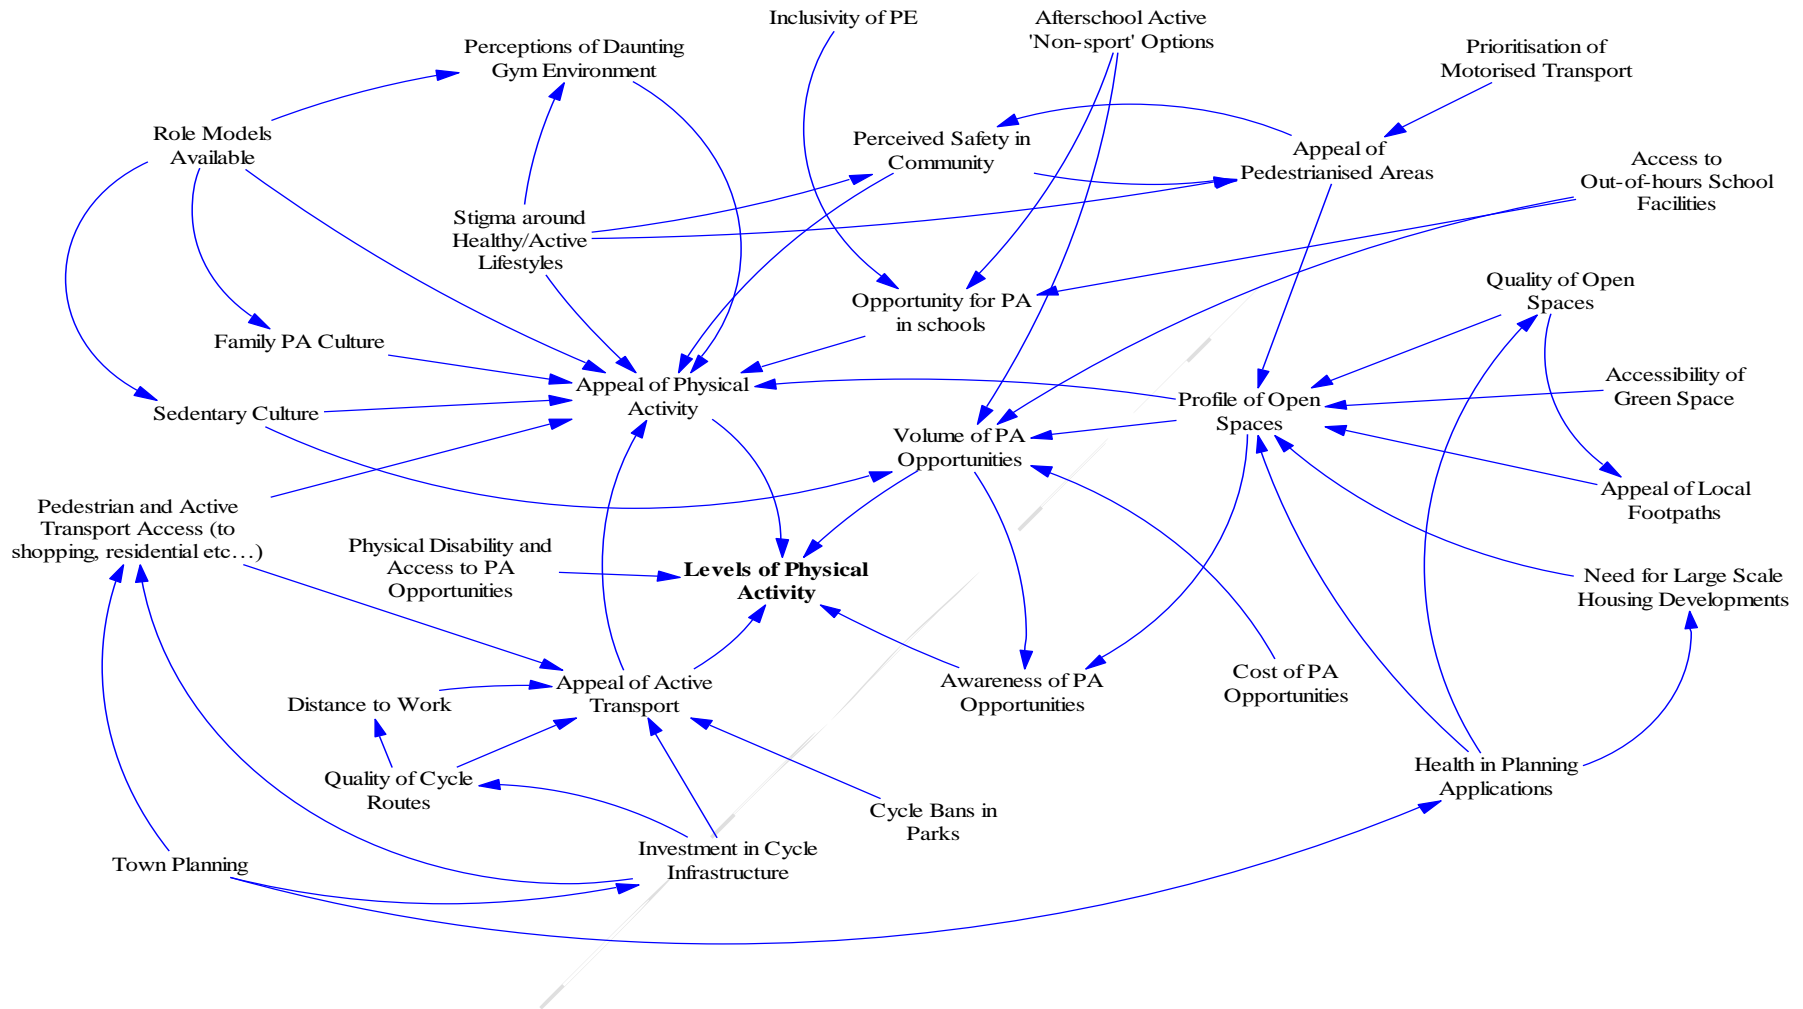 Inclusivity of PE
Afterschool Active
'Non-sport' Options
Perceptions of Daunting
Gym Environment
Prioritisation of
Motorised Transport
Role Models
Available
Perceived Safety in
Community
Appeal of
Pedestrianised Areas
Access to
Out-of-hours School
Facilities
Stigma around
Healthy/Active
Lifestyles
Quality of Open
Spaces
Opportunity for PA
in schools
Family PA Culture
Appeal of Physical
Activity
Accessibility of
Green Space
Sedentary Culture
Profile of Open
Spaces
Volume of PA
Opportunities
Appeal of Local
Footpaths
Pedestrian and Active
Transport Access (to
shopping, residential etc…)
Physical Disability and
Access to PA
Opportunities
Levels of Physical
Activity
Need for Large Scale
Housing Developments
Cost of PA
Opportunities
Awareness of PA
Opportunities
Appeal of Active
Transport
Distance to Work
Quality of Cycle
Routes
Health in Planning
Applications
Cycle Bans in
Parks
Investment in Cycle
Infrastructure
Town Planning